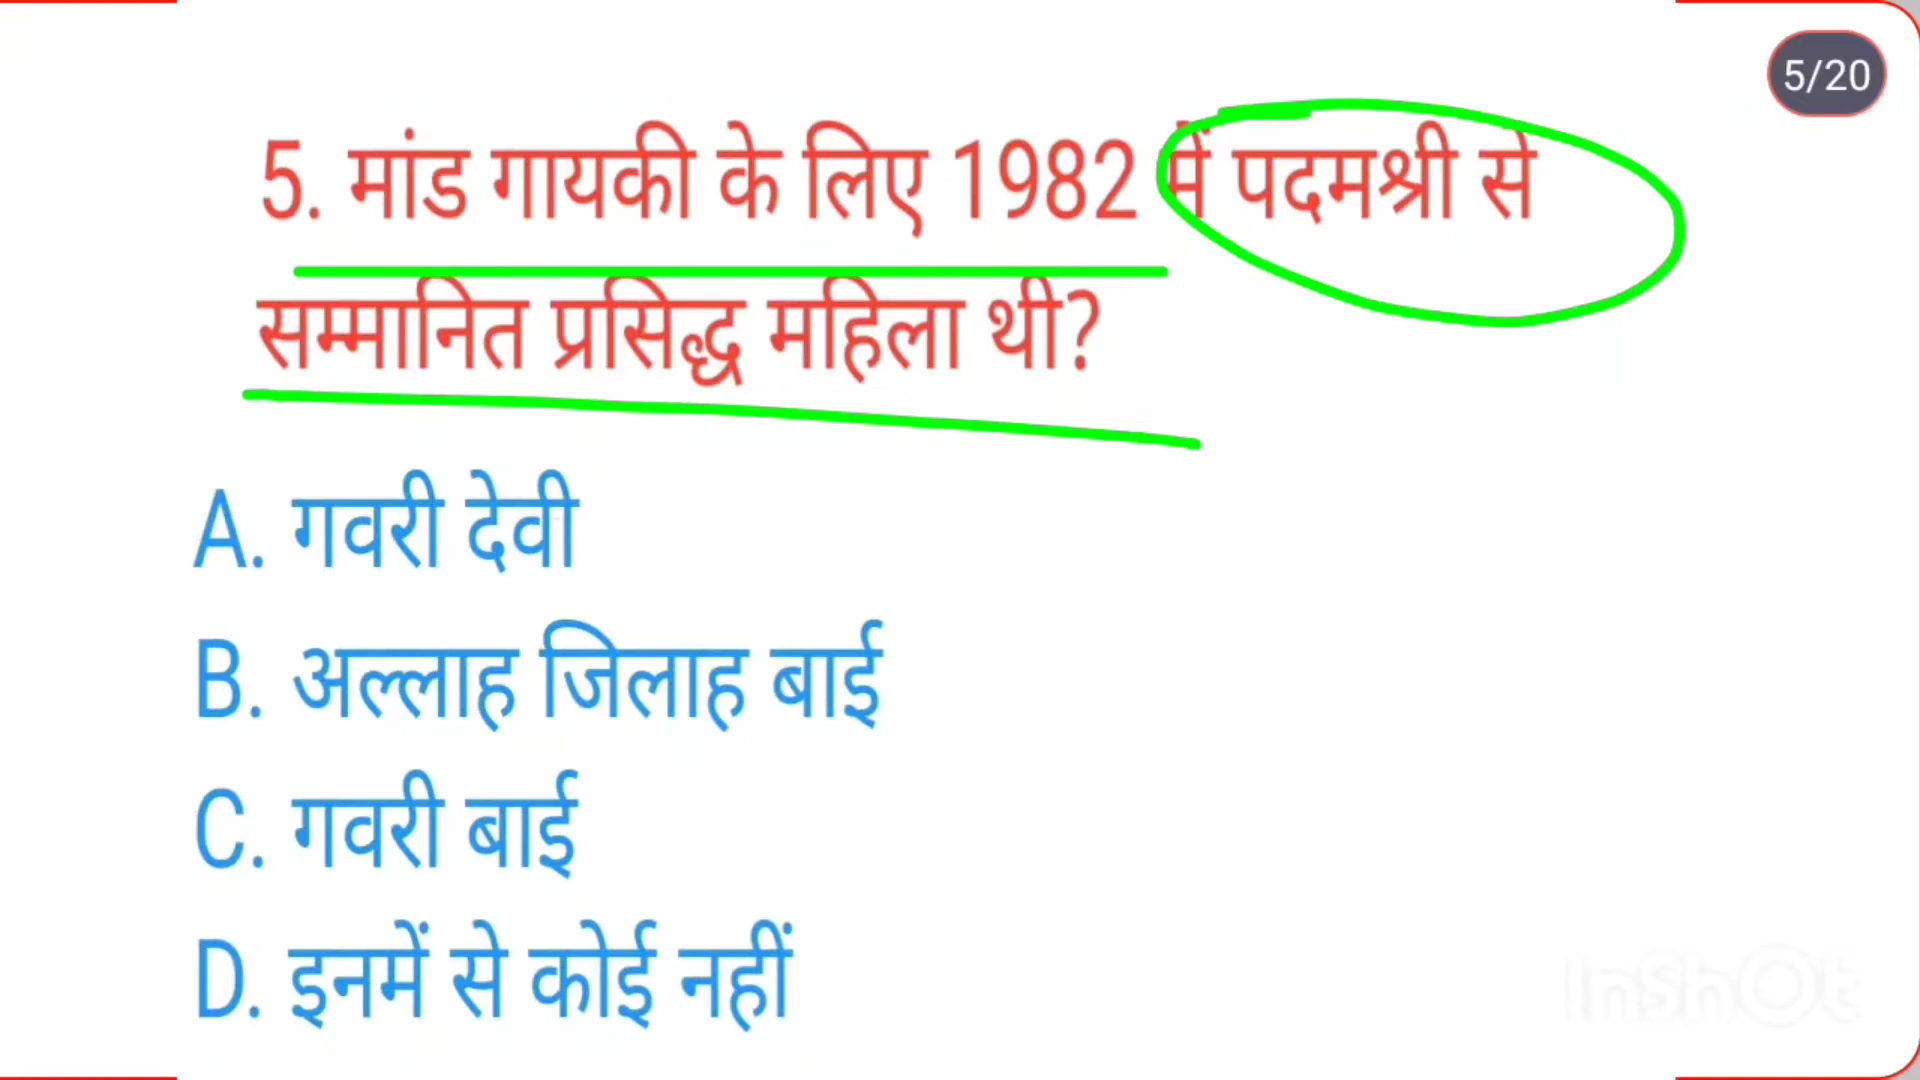 5/20
5. मांड गायकी के लिए 1982 में पदमश्री से
सम्मानित प्रसिद्ध महिला थी?
A. गवरी देवी
B. अल्लाह जिलाह बाई
C. गवरी बाई
D. इनमें से कोई नहीं
InShOt